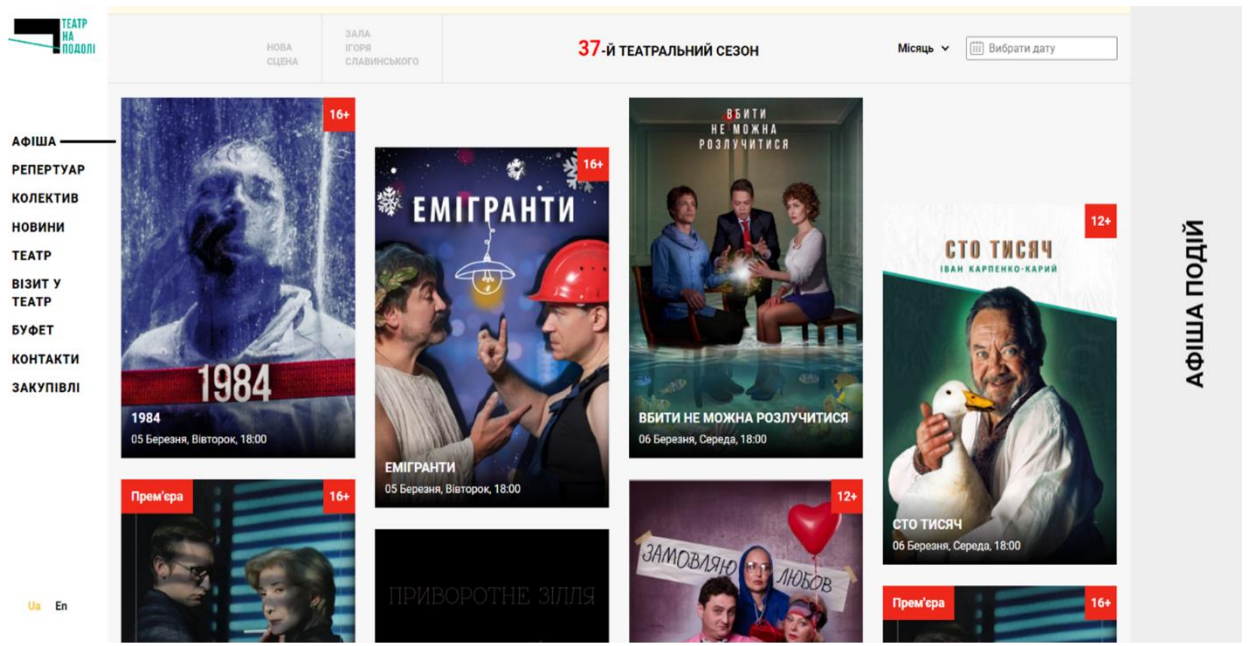 ТЕАТР
НА
ПОДОЛІ
НОВА
СЦЕНА
ЗАЛА
ІГОРЯ
СЛАВИНСЬКОГО
37-Й ТЕАТРАЛЬНИЙ СЕЗОН
Місяць
Вибрати дату
АФІША
РЕПЕРТУАР
КОЛЕКТИВ
НОВИНИ
ТЕАТР
ВІЗИТ У
ТЕАТР
БУФЕТ
КОНТАКТИ
ЗАКУПІВЛІ
Ua En
16+
1984
1984
05 Березня, Вівторок, 18:00
16+
ЕМІГРАНТИ
ЕМІГРАНТИ
05 Березня, Вівторок, 18:00
ВБИТИ
НЕ МОЖНА
РОЗЛУЧИТИСЯ
ВБИТИ НЕ МОЖНА РОЗЛУЧИТИСЯ
06 Березня, Середа, 18:00
12+
СТО ТИСЯЧ
ІВАН КАРПЕНКО-КАРИЙ
СТО ТИСЯЧ
06 Березня, Середа, 18:00
Прем'єра
16+
ПРИВОРОТНЕ ЗІЛЛЯ
12+
ЗАМОВЛЯЮ ЛЮБОВ
Прем'єра
16+
АФІША ПОДІЙ